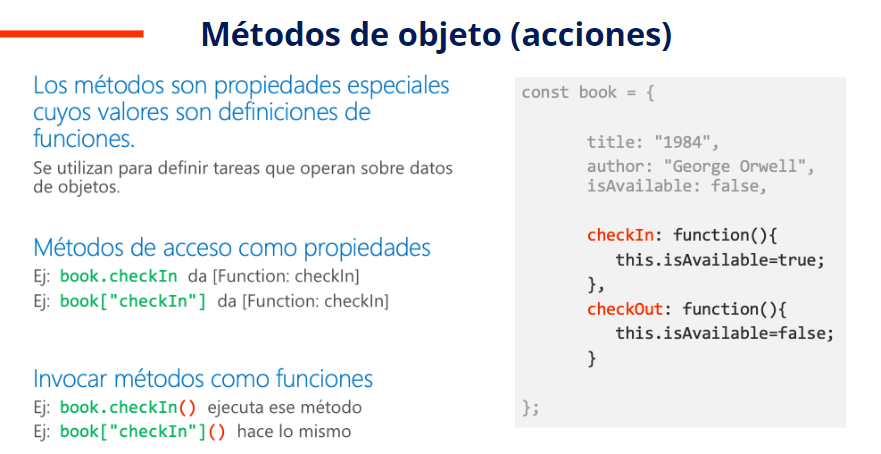 Métodos de objeto (acciones)
Los métodos son propiedades especiales
cuyos valores son definiciones de
funciones.
Se utilizan para definir tareas que operan sobre datos
de objetos.
Métodos de acceso como propiedades
Ej: book.checkIn da [Function: checkIn]
Ej: book["checkIn"] da [Function: checkIn]
Invocar métodos como funciones
Ej: book.checkIn() ejecuta ese método
Ej: book["checkIn"]() hace lo mismo
const book = {
title: "1984",
author: "George Orwell",
isAvailable: false,
checkIn: function(){
this.isAvailable=true;
},
checkOut: function(){
this.isAvailable=false;
}
};